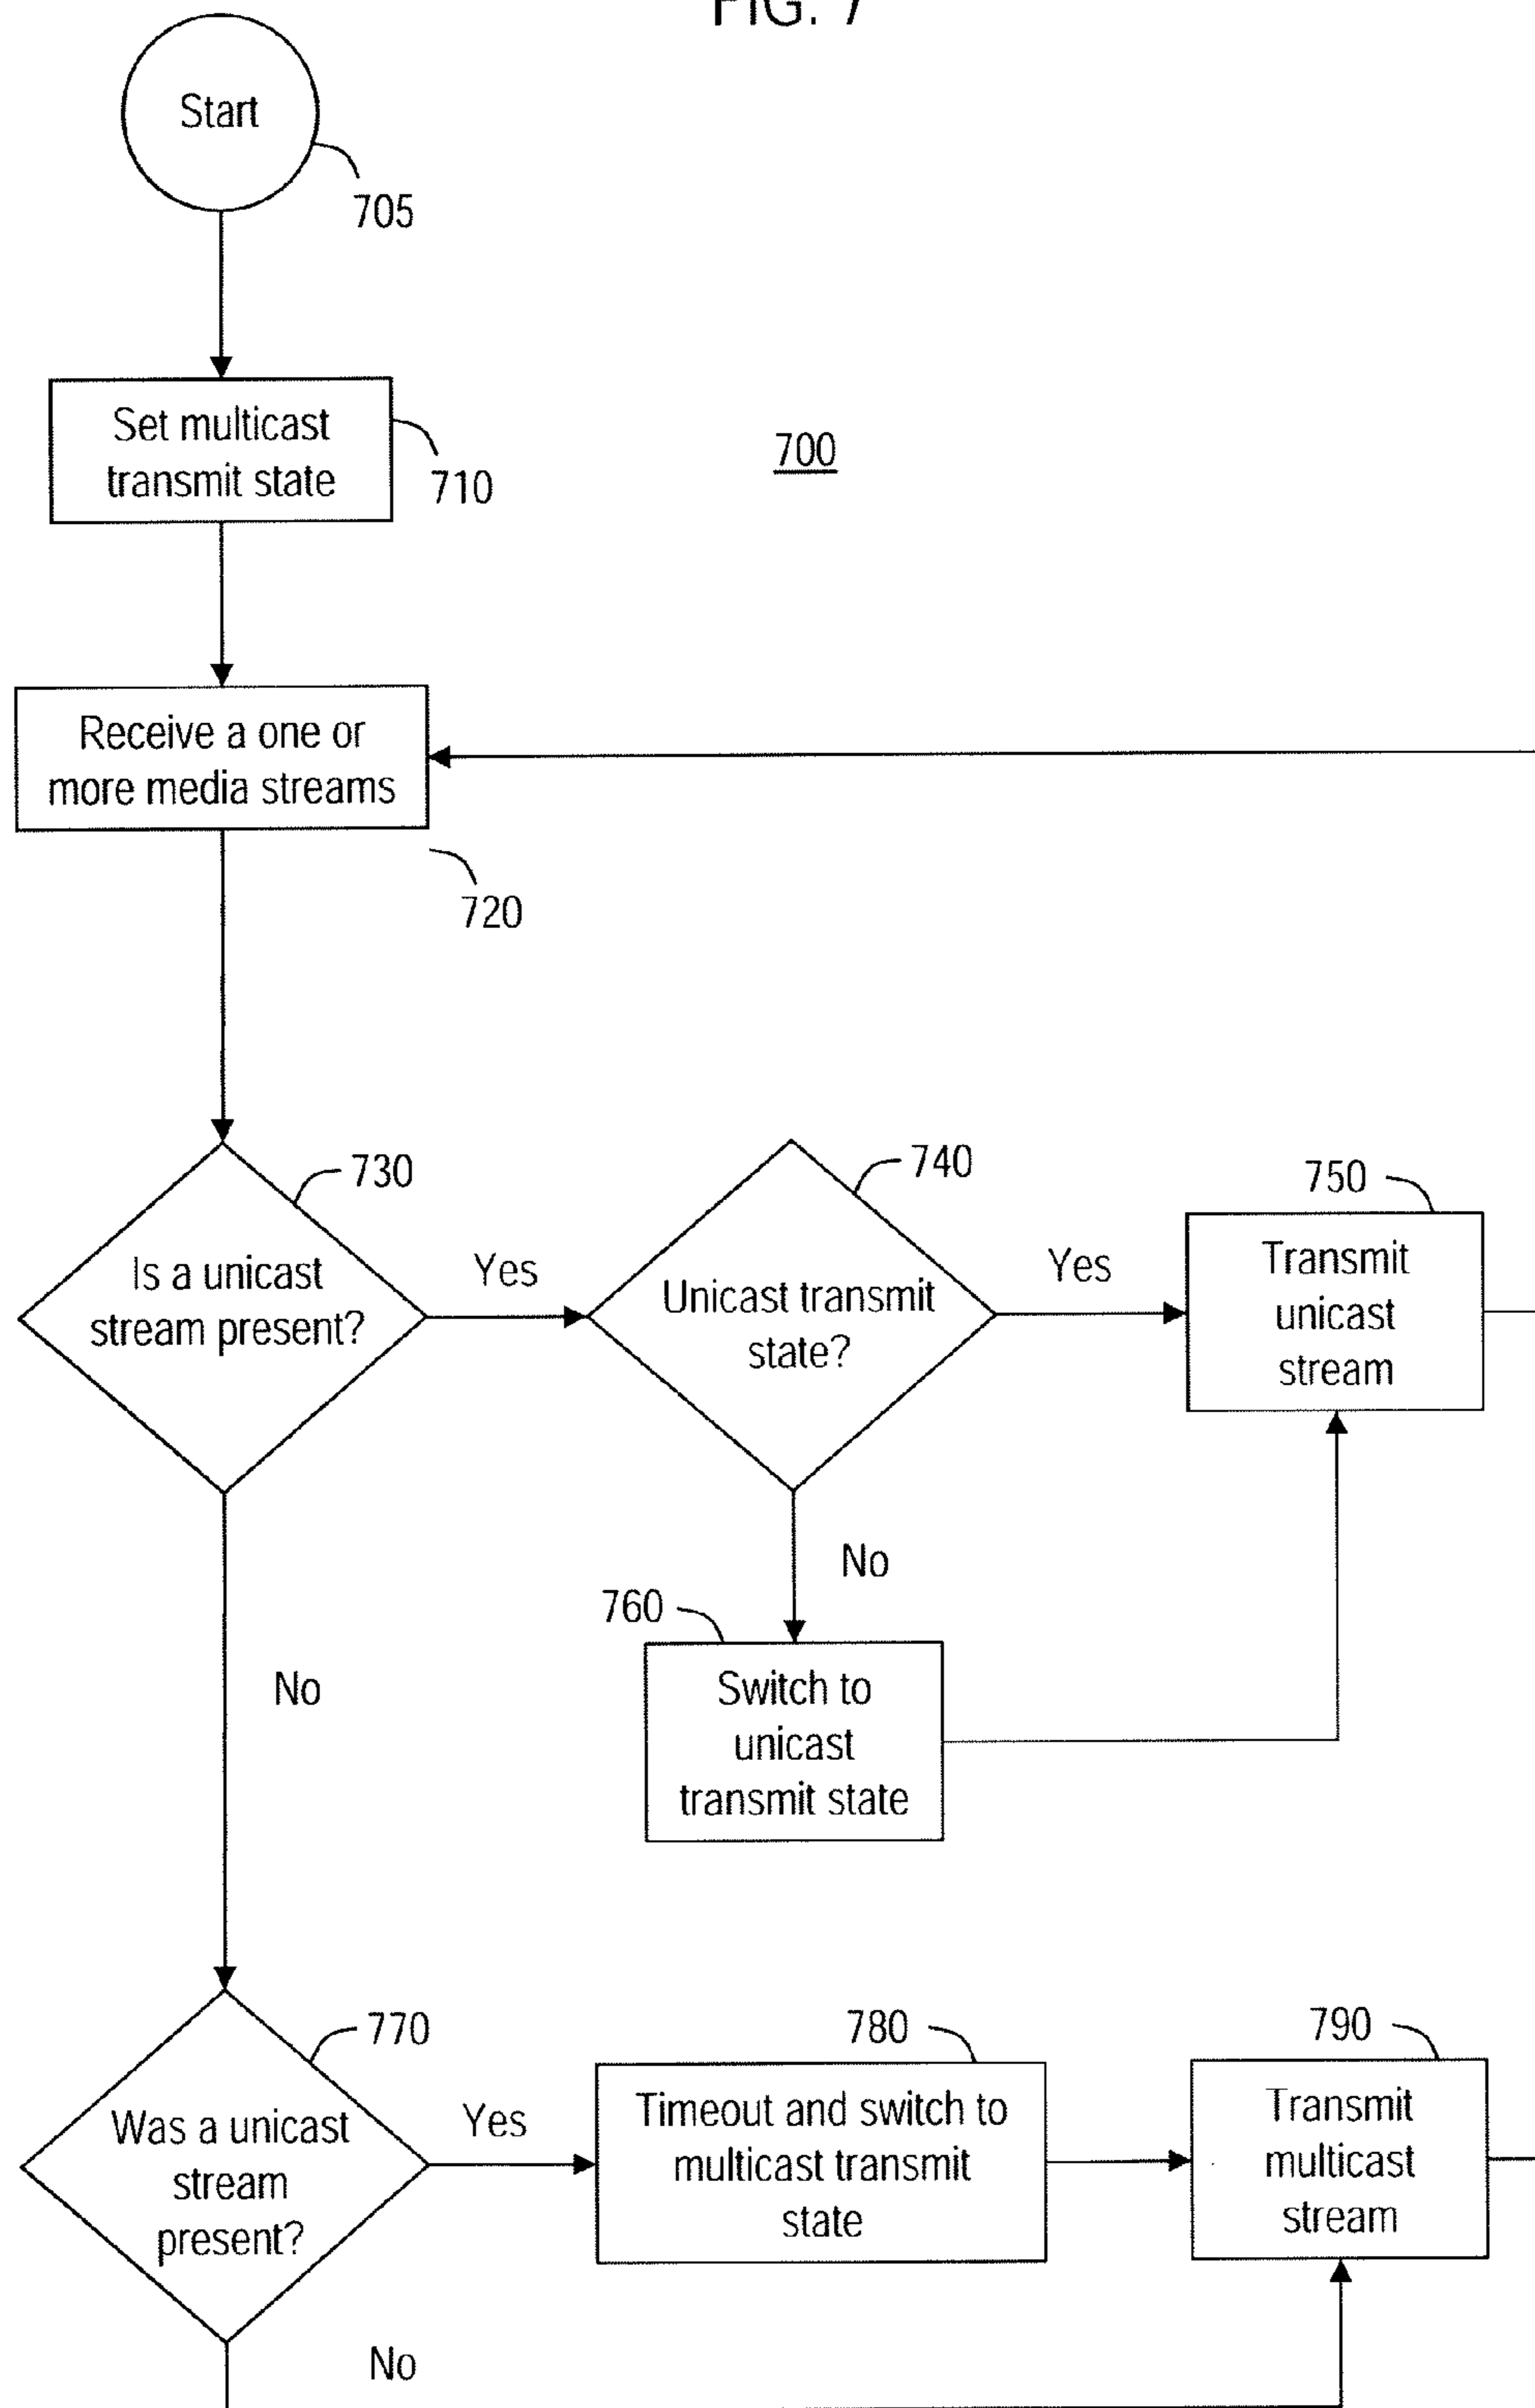 FIG. 7
Start
705
Set multicast
transmit state
710
700
Receive a one or
more media streams
720
730
Is a unicast
stream present?
Yes
740
Unicast transmit
state?
Yes
750
Transmit
unicast
stream
No
No
760
Switch to
unicast
transmit state
770
Was a unicast
stream
present?
Yes
780
Timeout and switch to
multicast transmit
state
790
Transmit
multicast
stream
No